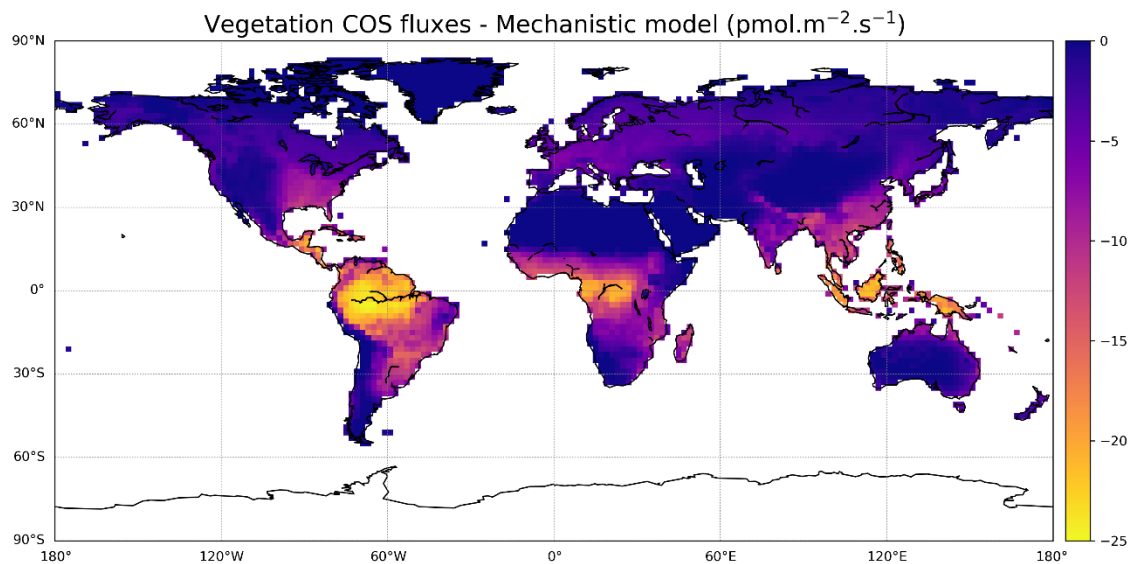 Vegetation COS fluxes - Mechanistic model (pmol.m⁻².s⁻¹)
90°N
60°N
30°N
0°
30°S
60°S
90°S
180°
120°W
60°W
0°
60°E
120°E
180°
0
−5
−10
−15
−20
−25